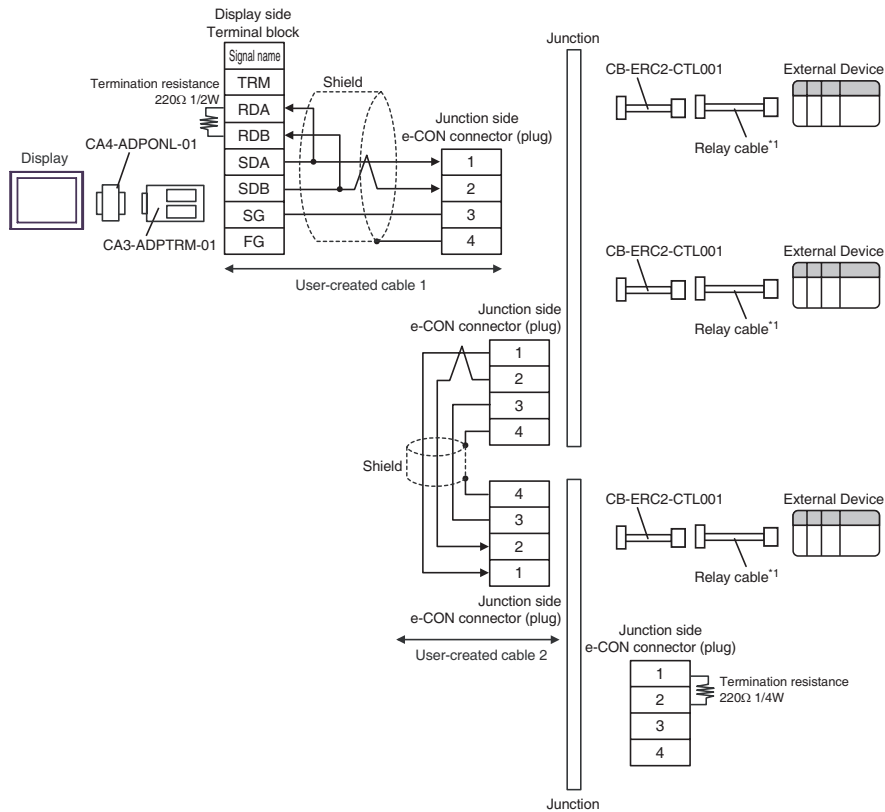 Display side
Terminal block
Signal name
TRM
RDA
RDB
SDA
SDB
SG
FG
Termination resistance
220Ω 1/2W
Shield
Junction side
e-CON connector (plug)
1
2
3
4
Display
CA4-ADPONL-01
CA3-ADPTRM-01
User-created cable 1
Junction
CB-ERC2-CTL001
External Device
Relay cable*1
CB-ERC2-CTL001
External Device
Relay cable*1
Junction side
e-CON connector (plug)
1
2
3
4
Shield
4
3
2
1
Junction side
e-CON connector (plug)
User-created cable 2
CB-ERC2-CTL001
External Device
Relay cable*1
Junction side
e-CON connector (plug)
1
2
3
4
Termination resistance
220Ω 1/4W
Junction